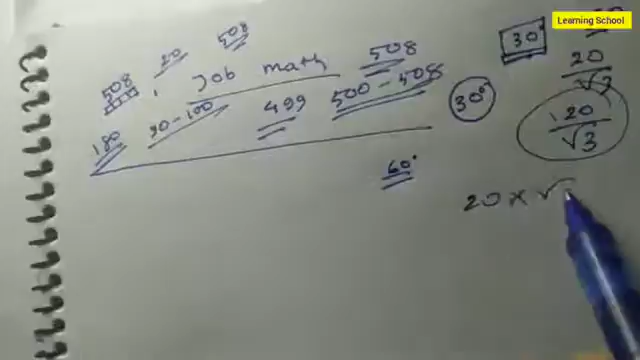 Learning School
508, 20 508
Job math 508
30°
20
√3
180 90-100 499 500-508 30°
20
√3
60°
20 × √